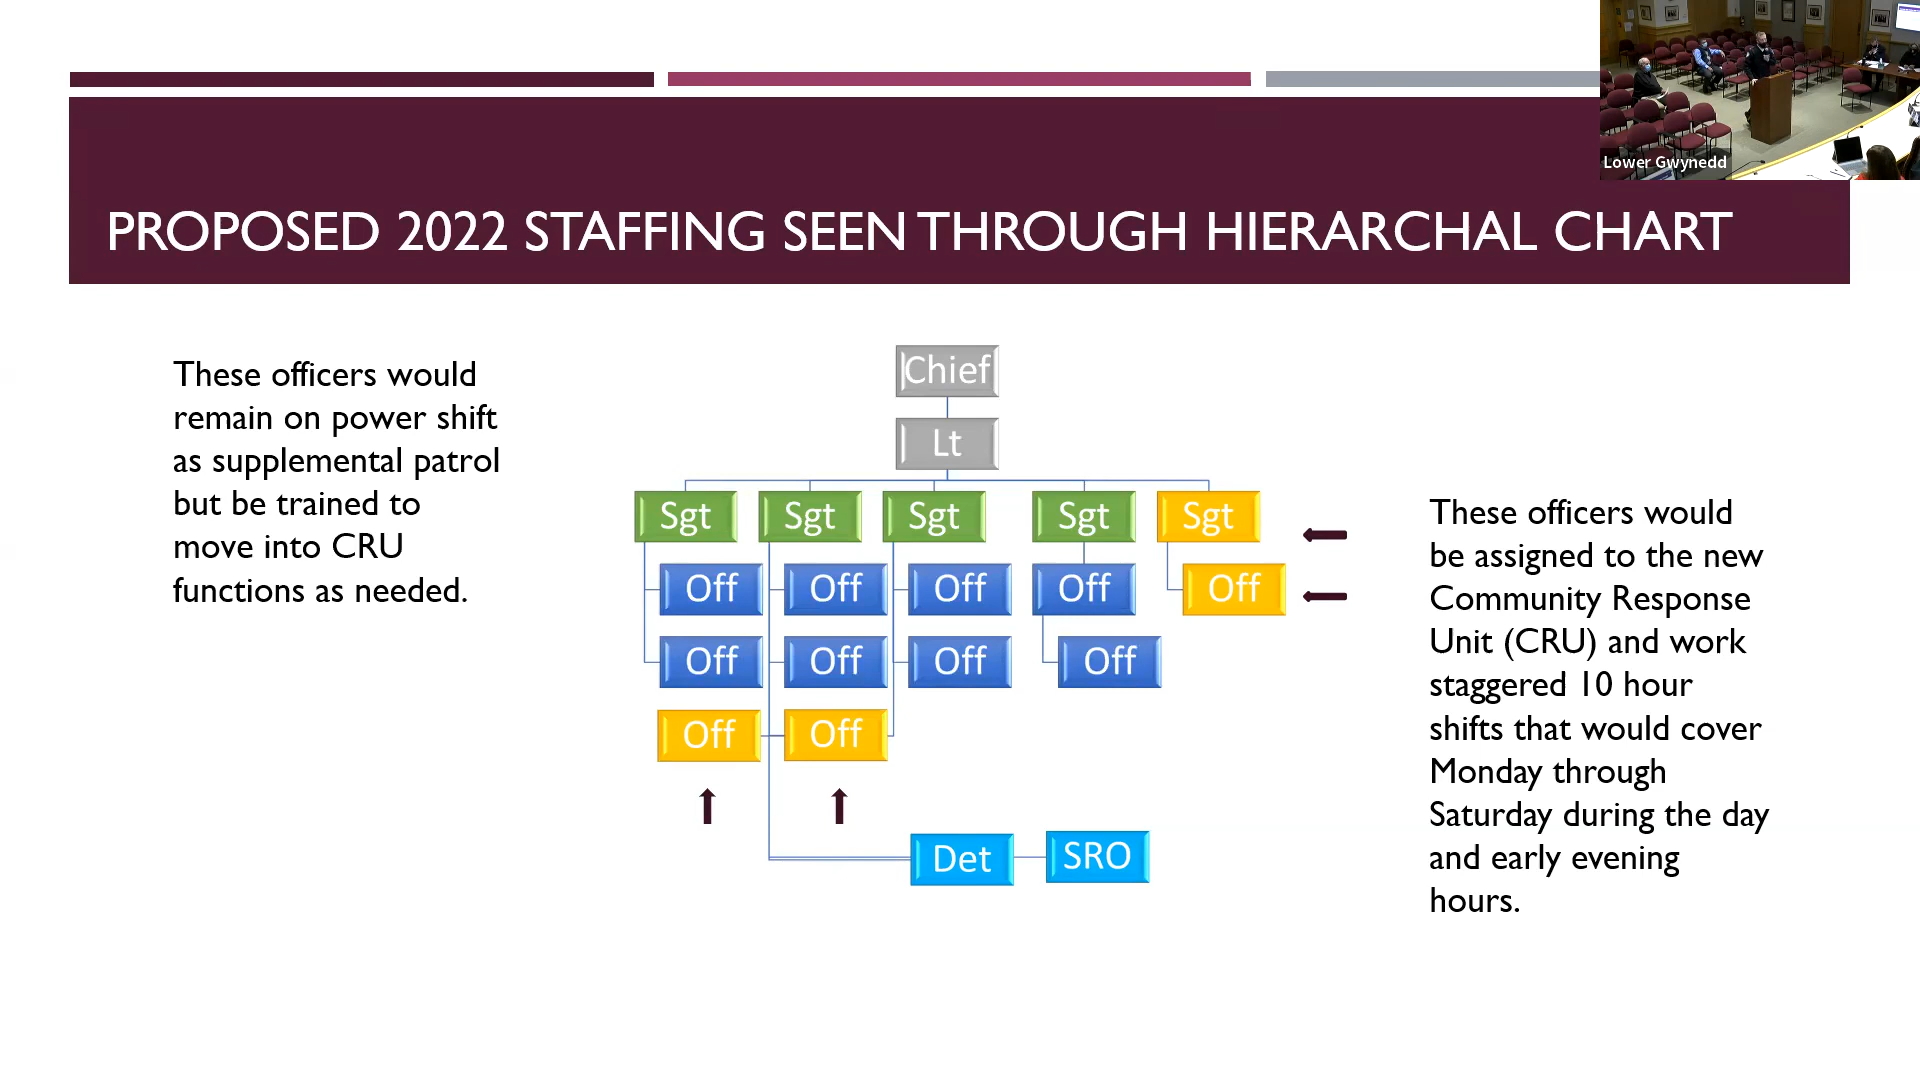 Lower Gwynedd
PROPOSED 2022 STAFFING SEEN THROUGH HIERARCHAL CHART
These officers would
remain on power shift
as supplemental patrol
but be trained to
move into CRU
functions as needed.
Chief
Lt
Sgt Sgt Sgt Sgt Sgt
Off Off Off Off Off
Off Off Off Off
Off Off
Det SRO
These officers would
be assigned to the new
Community Response
Unit (CRU) and work
staggered 10 hour
shifts that would cover
Monday through
Saturday during the day
and early evening
hours.